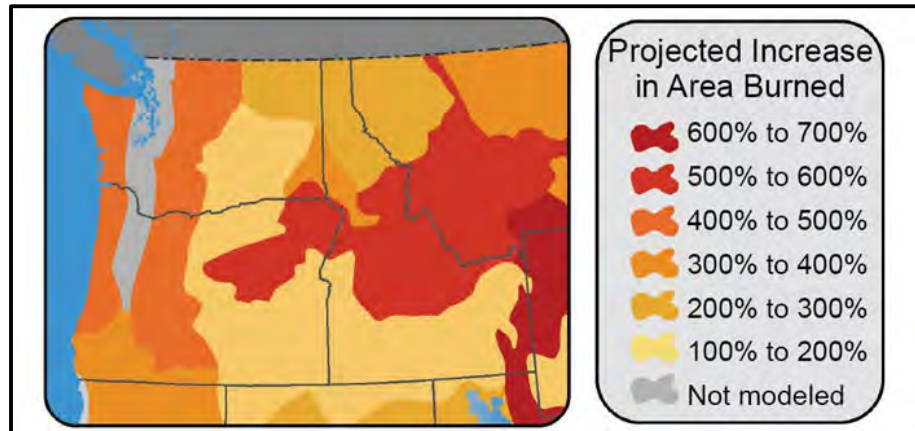 Projected Increase
in Area Burned
600% to 700%
500% to 600%
400% to 500%
300% to 400%
200% to 300%
100% to 200%
Not modeled